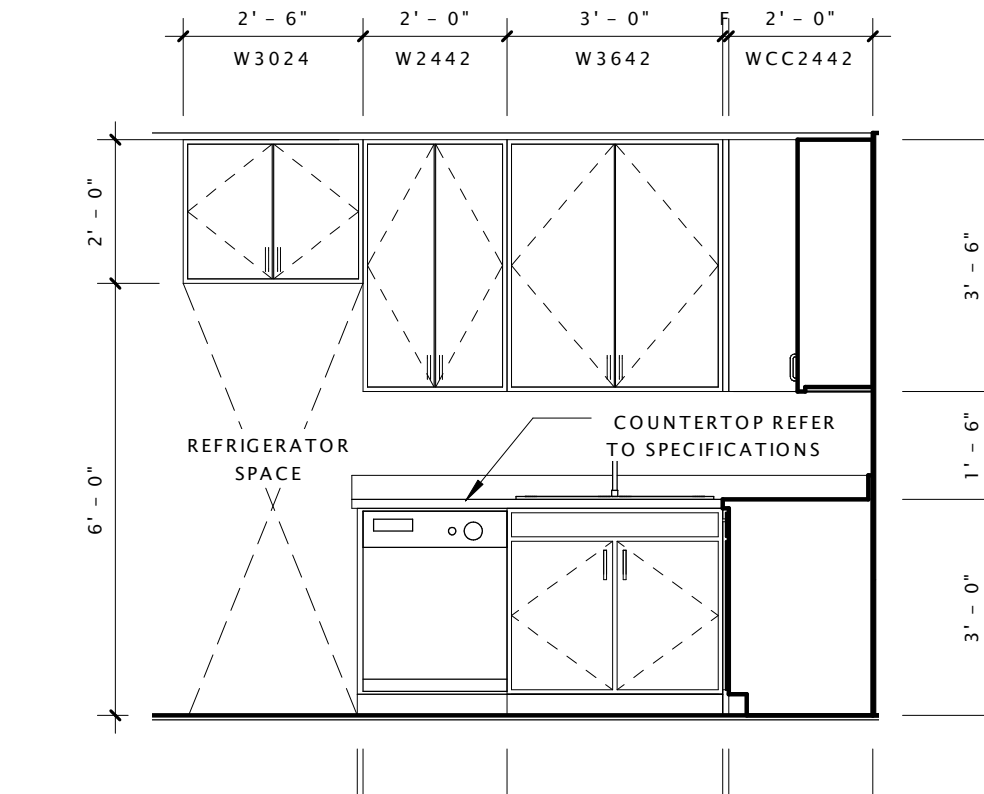 2' - 6" 2' - 0" 3' - 0" F 2' - 0"
W3024 W2442 W3642 WCC2442
2' - 0"
3' - 6"
COUNTERTOP REFER
TO SPECIFICATIONS
REFRIGERATOR
SPACE
1' - 6"
6' - 0"
3' - 0"